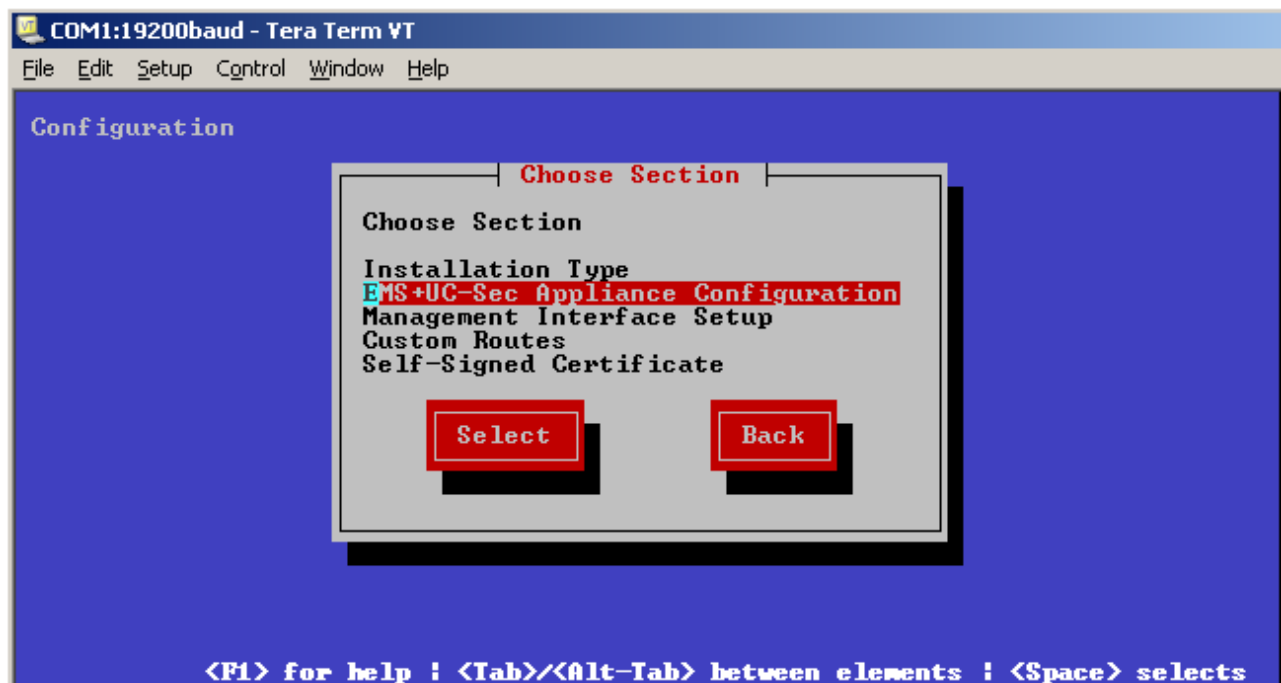 COM1:19200baud - Tera Term VT
File Edit Setup Control Window Help
Configuration
Choose Section
Choose Section
Installation Type
EMS+UC-Sec Appliance Configuration
Management Interface Setup
Custom Routes
Self-Signed Certificate
Select Back
<F1> for help | <Tab>/<Alt-Tab> between elements | <Space> selects